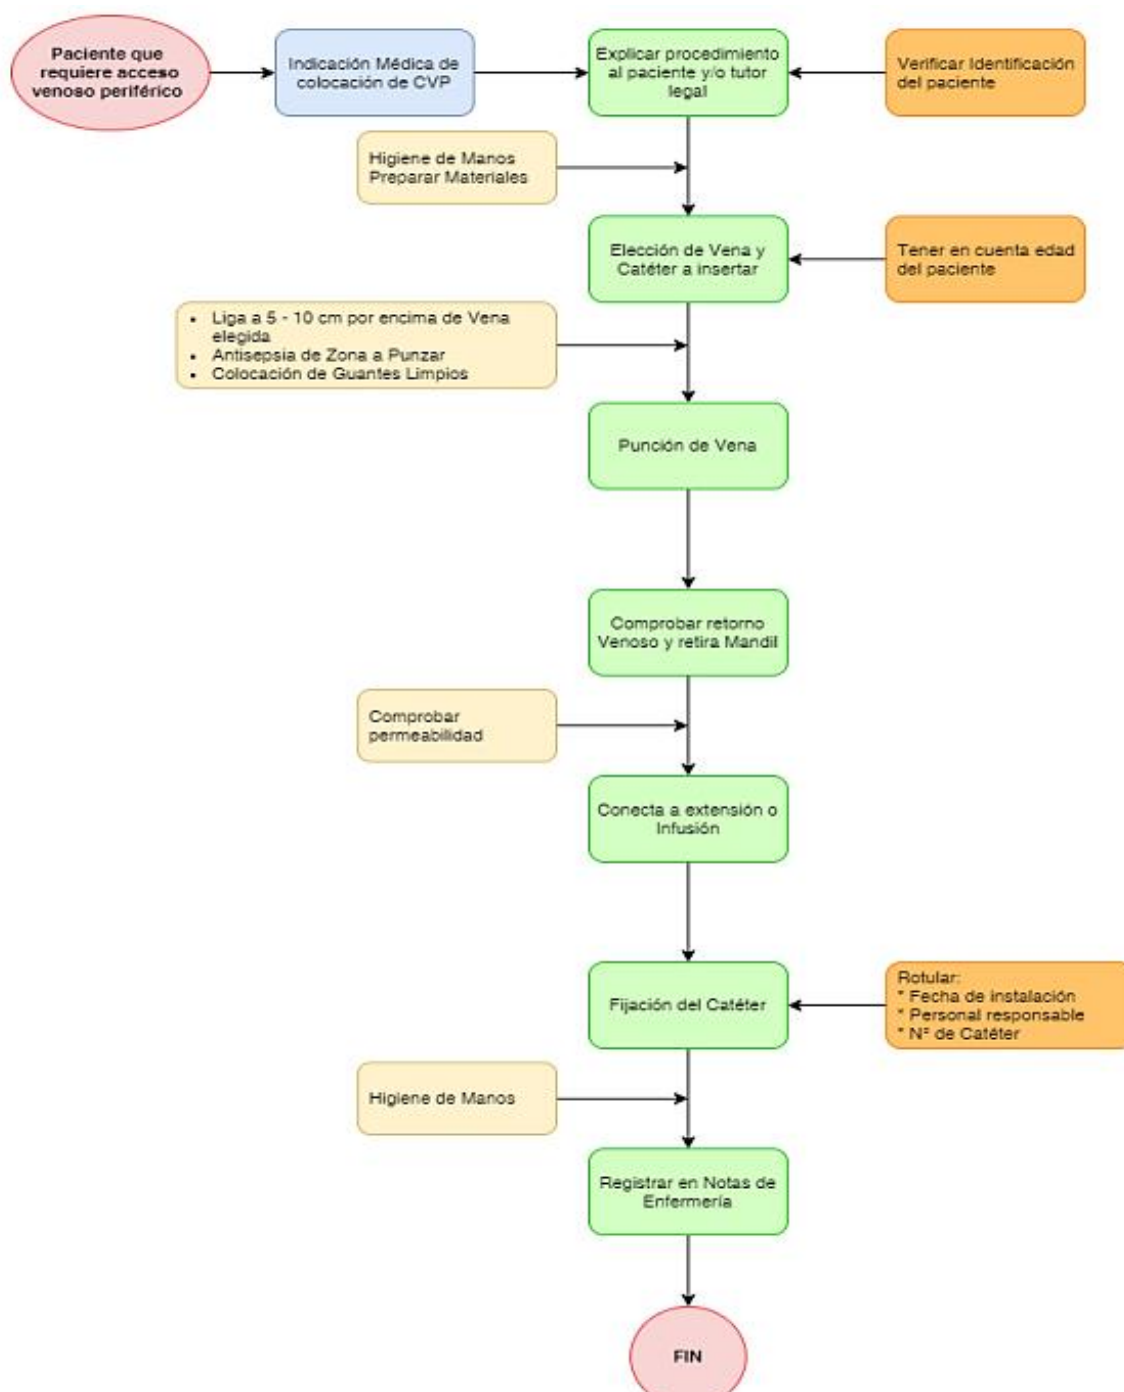 Paciente que
requiere acceso
venoso periférico
Indicación Médica de
colocación de CVP
Explicar procedimiento
al paciente y/o tutor
legal
Verificar Identificación
del paciente
Higiene de Manos
Preparar Materiales
Elección de Vena y
Catéter a insertar
Tener en cuenta edad
del paciente
• Liga a 5 - 10 cm por encima de Vena
elegida
• Antisepsia de Zona a Punzar
• Colocación de Guantes Limpios
Punción de Vena
Comprobar retorno
Venoso y retira Mandil
Comprobar
permeabilidad
Conecta a extensión o
Infusión
Fijación del Catéter
Rotular:
* Fecha de instalación
* Personal responsable
* Nº de Catéter
Higiene de Manos
Registrar en Notas de
Enfermería
FIN